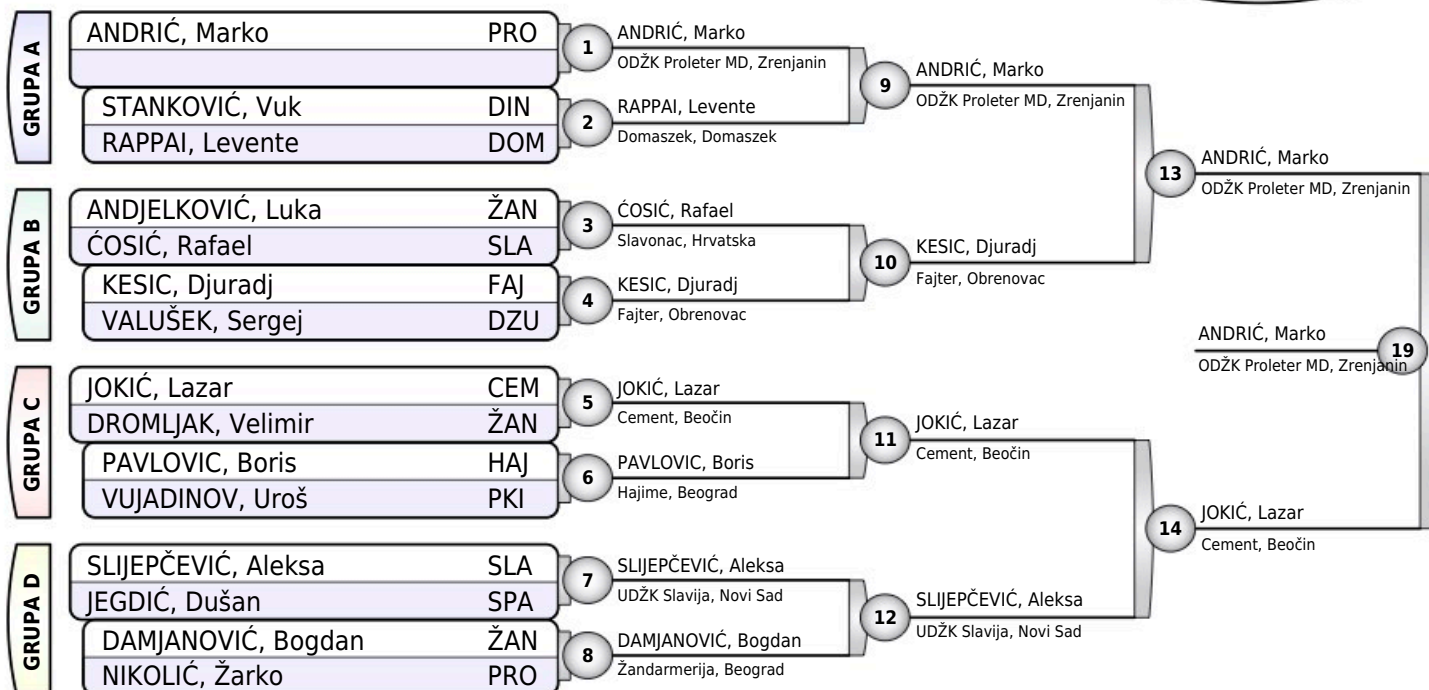 GRUPA A
ANDRIĆ, Marko PRO
STANKOVIĆ, Vuk DIN
RAPPAI, Levente DOM
GRUPA B
ANDJELKOVIĆ, Luka ŽAN
ĆOSIĆ, Rafael SLA
KESIC, Djuradj FAJ
VALUŠEK, Sergej DZU
GRUPA C
JOKIĆ, Lazar CEM
DROMLJAK, Velimir ŽAN
PAVLOVIC, Boris HAJ
VUJADINOV, Uroš PKI
GRUPA D
SLIJEPČEVIĆ, Aleksa SLA
JEGDIĆ, Dušan SPA
DAMJANOVIĆ, Bogdan ŽAN
NIKOLIĆ, Žarko PRO
1 ANDRIĆ, Marko
ODŽK Proleter MD, Zrenjanin
2 RAPPAI, Levente
Domaszek, Domaszek
3 ĆOSIĆ, Rafael
Slavonac, Hrvatska
4 KESIC, Djuradj
Fajter, Obrenovac
5 JOKIĆ, Lazar
Cement, Beočin
6 PAVLOVIC, Boris
Hajime, Beograd
7 SLIJEPČEVIĆ, Aleksa
UDŽK Slavija, Novi Sad
8 DAMJANOVIĆ, Bogdan
Žandarmerija, Beograd
9 ANDRIĆ, Marko
ODŽK Proleter MD, Zrenjanin
10 KESIC, Djuradj
Fajter, Obrenovac
11 JOKIĆ, Lazar
Cement, Beočin
12 SLIJEPČEVIĆ, Aleksa
UDŽK Slavija, Novi Sad
13 ANDRIĆ, Marko
ODŽK Proleter MD, Zrenjanin
14 JOKIĆ, Lazar
Cement, Beočin
ANDRIĆ, Marko 19
ODŽK Proleter MD, Zrenjanin